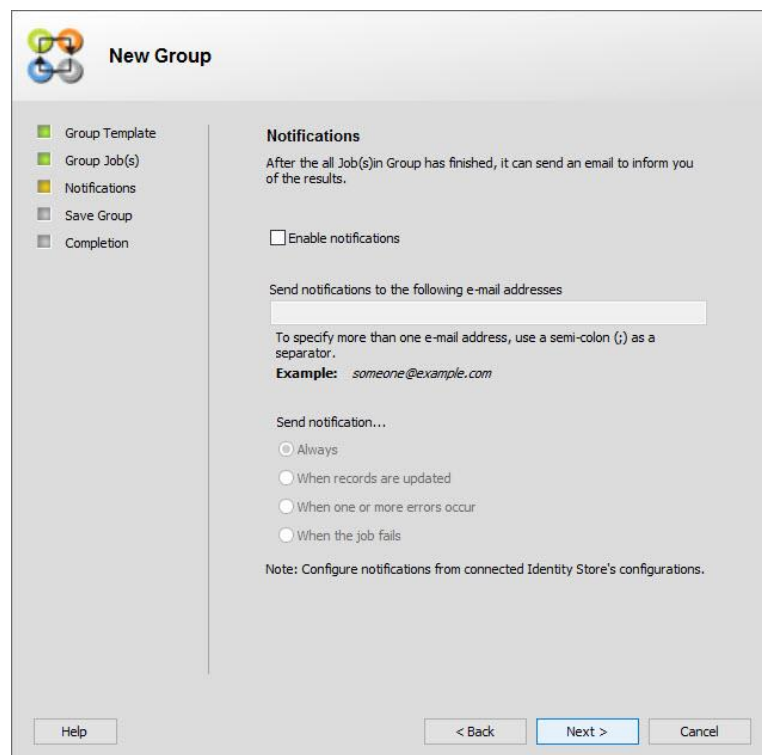 New Group
Group Template
Group Job(s)
Notifications
Save Group
Completion
Notifications
After the all Job(s)in Group has finished, it can send an email to inform you
of the results.
Enable notifications
Send notifications to the following e-mail addresses
To specify more than one e-mail address, use a semi-colon (;) as a
separator.
Example: someone@example.com
Send notification...
Always
When records are updated
When one or more errors occur
When the job fails
Note: Configure notifications from connected Identity Store's configurations.
Help
< Back
Next >
Cancel